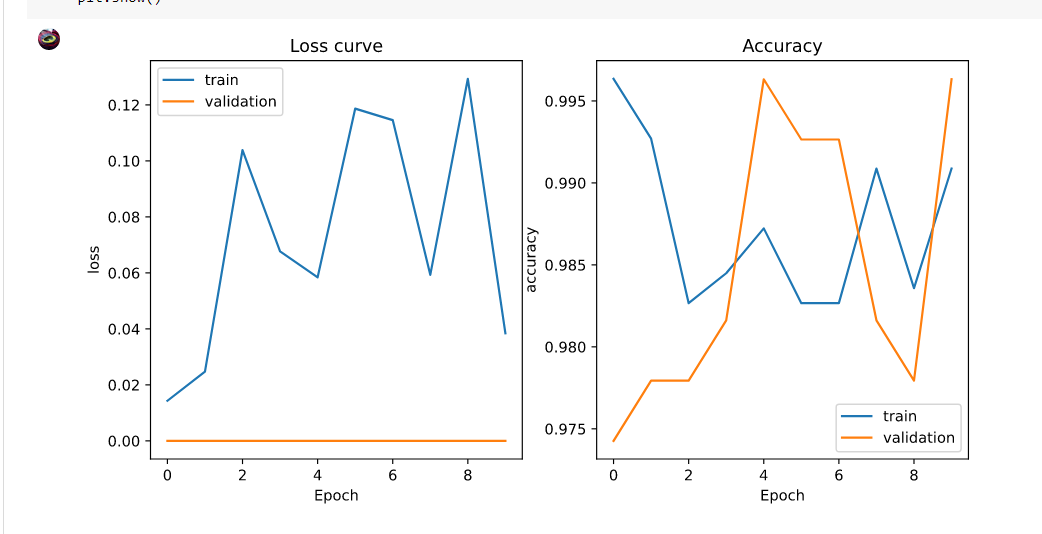 plt.show()
Loss curve
train
validation
0.12
0.10
0.08
0.06
0.04
0.02
0.00
loss
0 2 4 6 8
Epoch
Accuracy
0.995
0.990
0.985
0.980
0.975
accuracy
train
validation
0 2 4 6 8
Epoch